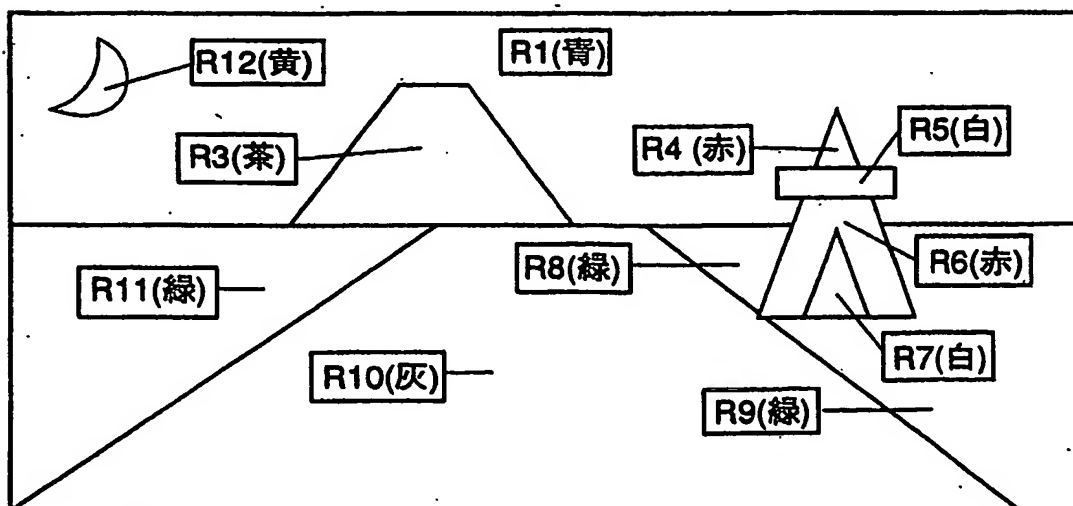 R12(黄)
R1(青)
R3(茶)
R4 (赤)
R5(白)
R6(赤)
R8(緑)
R11(緑)
R7(白)
R10(灰)
R9(緑)